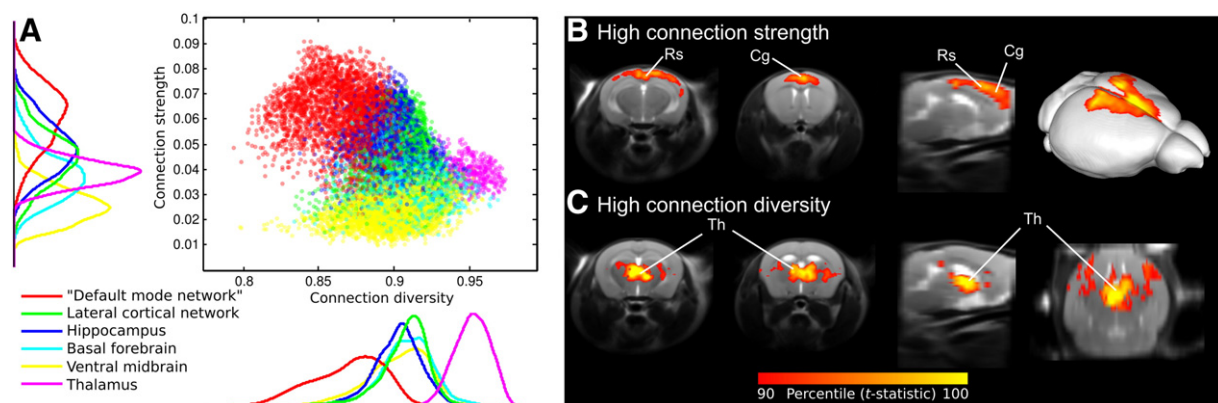 A
Connection strength
0.1
0.09
0.08
0.07
0.06
0.05
0.04
0.03
0.02
0.01
0.8
0.85
0.9
0.95
Connection diversity
"Default mode network"
Lateral cortical network
Hippocampus
Basal forebrain
Ventral midbrain
Thalamus
B High connection strength
Rs
Cg
Rs
Cg
C High connection diversity
Th
Th
90 Percentile (t-statistic) 100